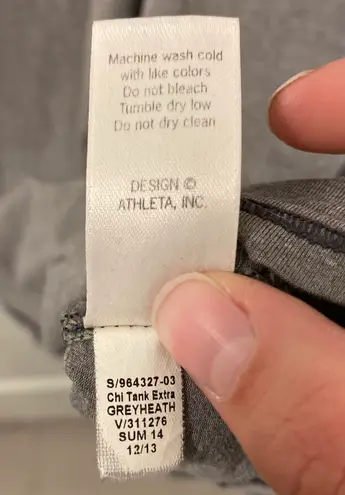 Machine wash cold
with like colors
Do not bleach
Tumble dry low
Do not dry clean
DESIGN ©
ATHLETA, INC.
S/964327-03
Chi Tank Extra
GREYHEATH
V/311276
SUM 14
12/13